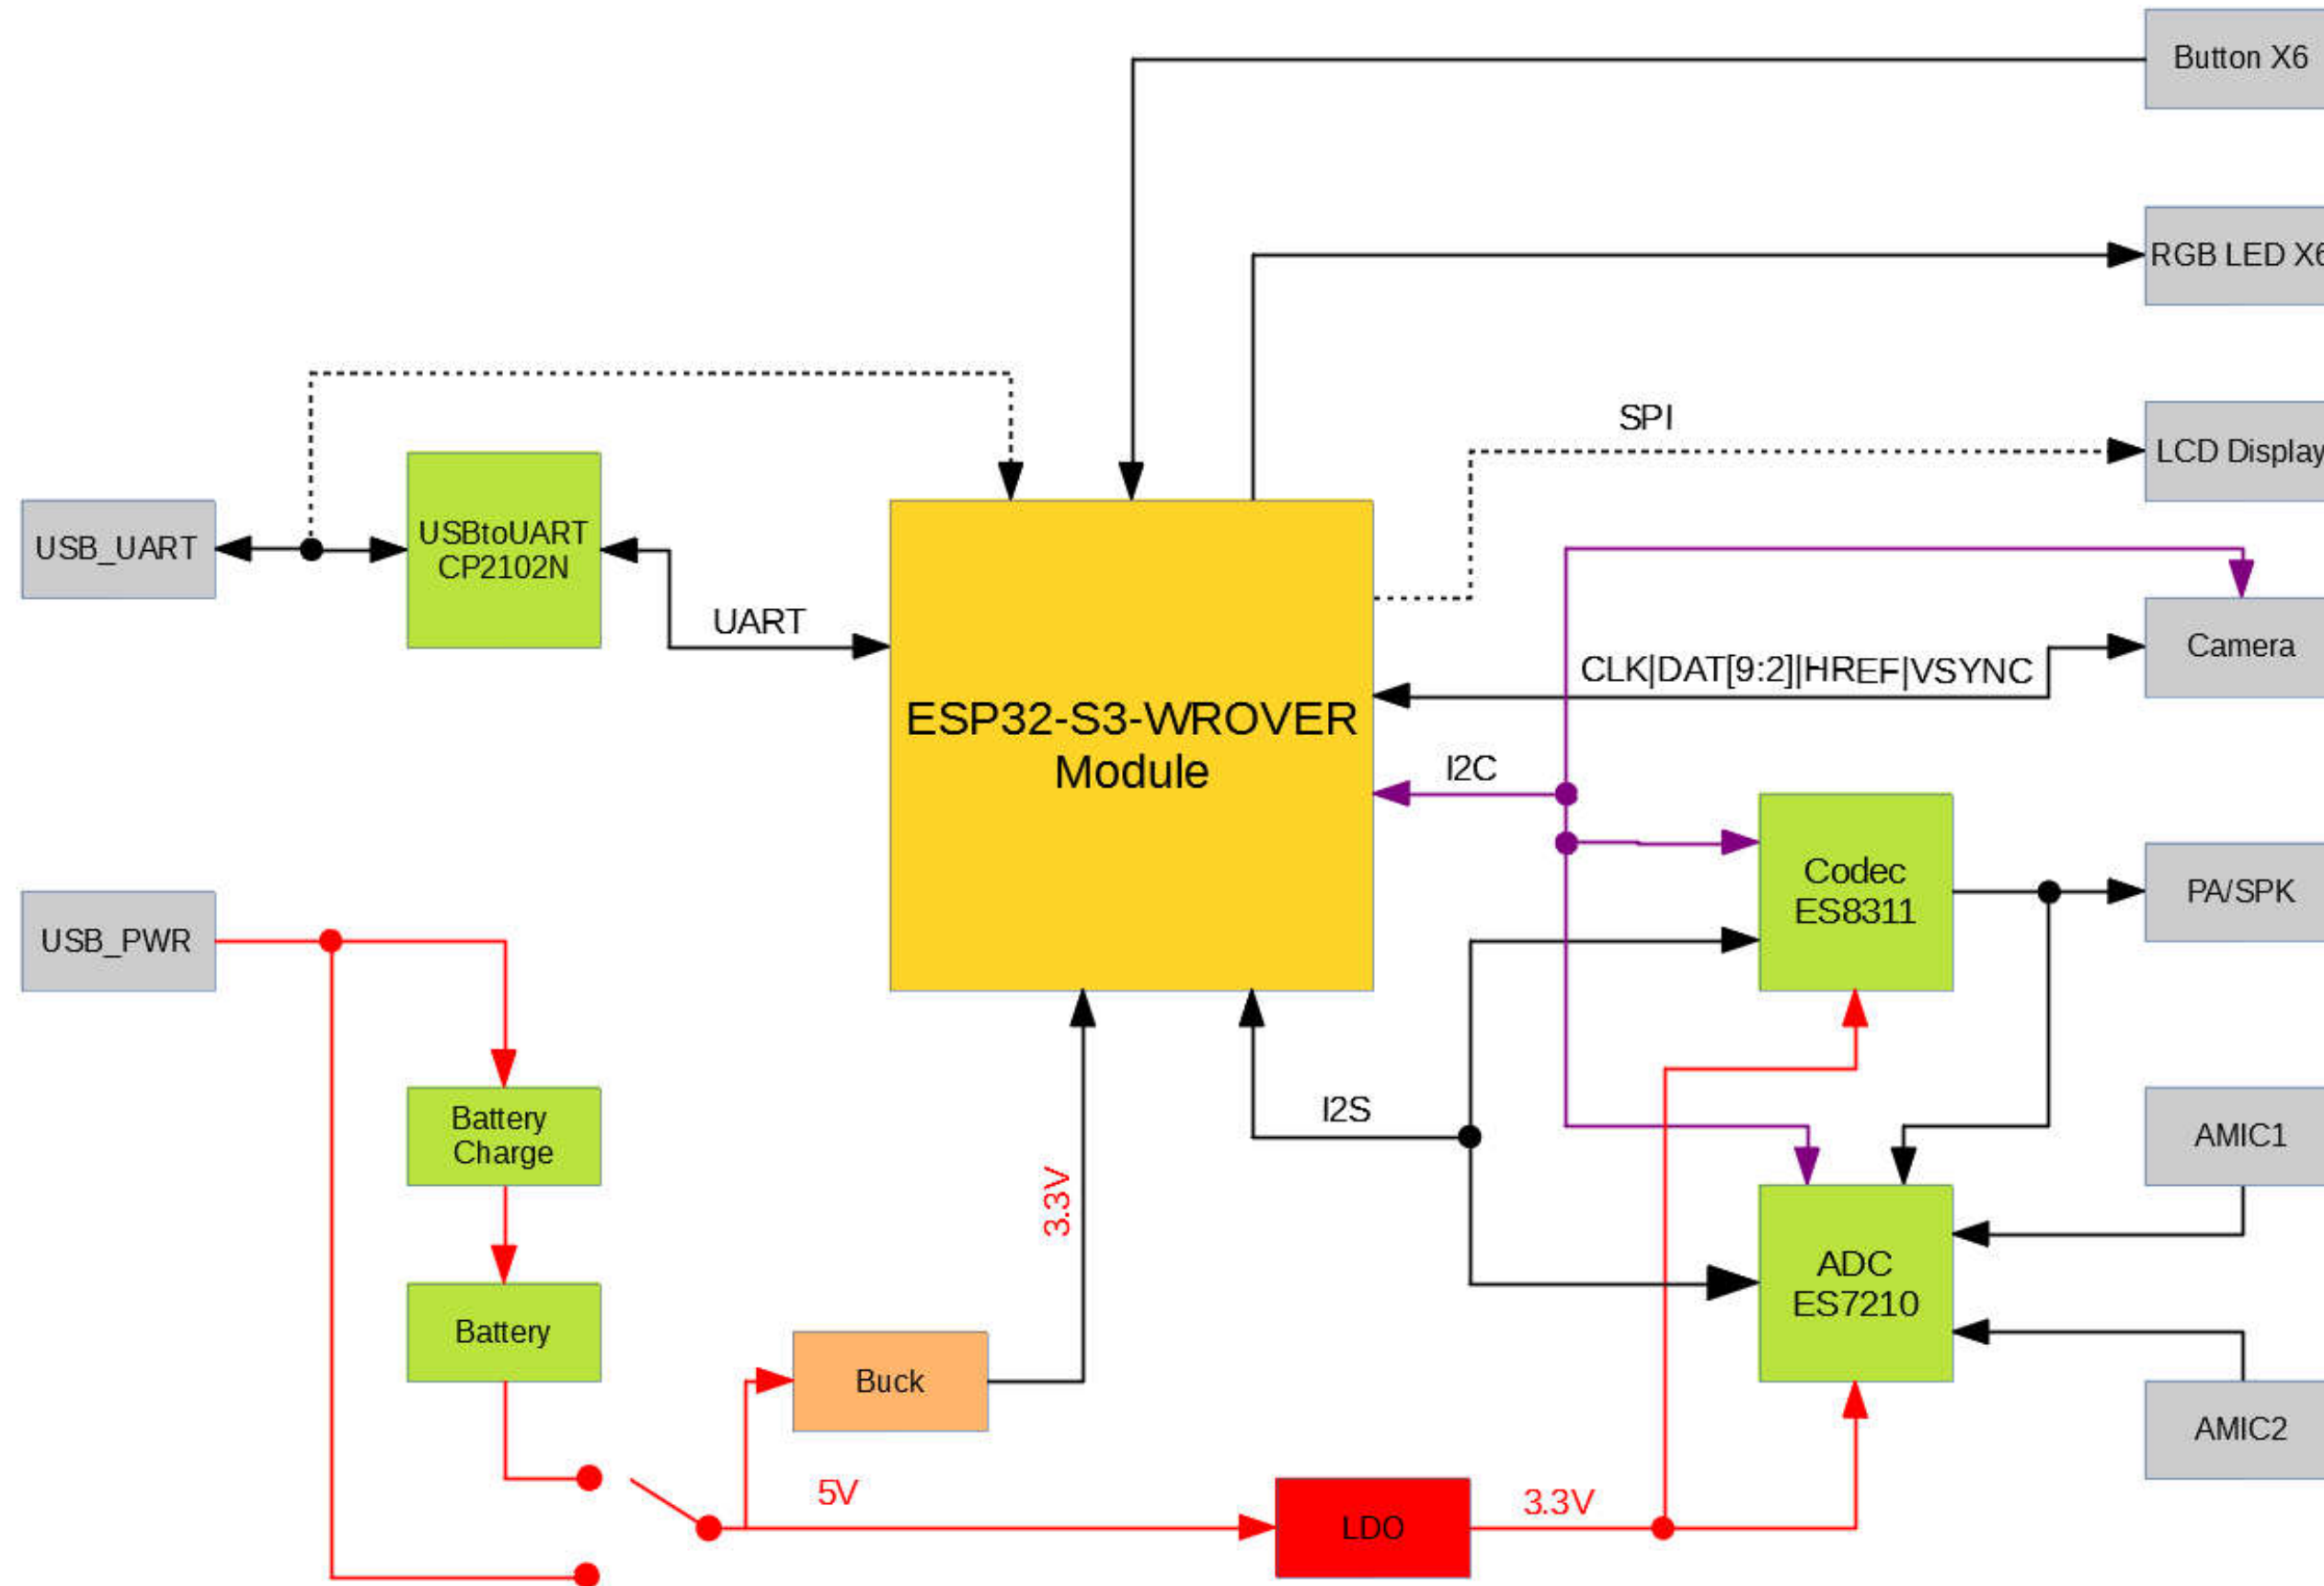 Button X6
RGB LED X6
SPI
LCD Display
USB_UART
USBtoUART
CP2102N
UART
ESP32-S3-WROVER
Module
CLK|DAT[9:2]|HREF|VSYNC
Camera
I2C
Codec
ES8311
PA/SPK
USB_PWR
Battery
Charge
I2S
AMIC1
3.3V
ADC
ES7210
Battery
Buck
AMIC2
5V
LDO
3.3V